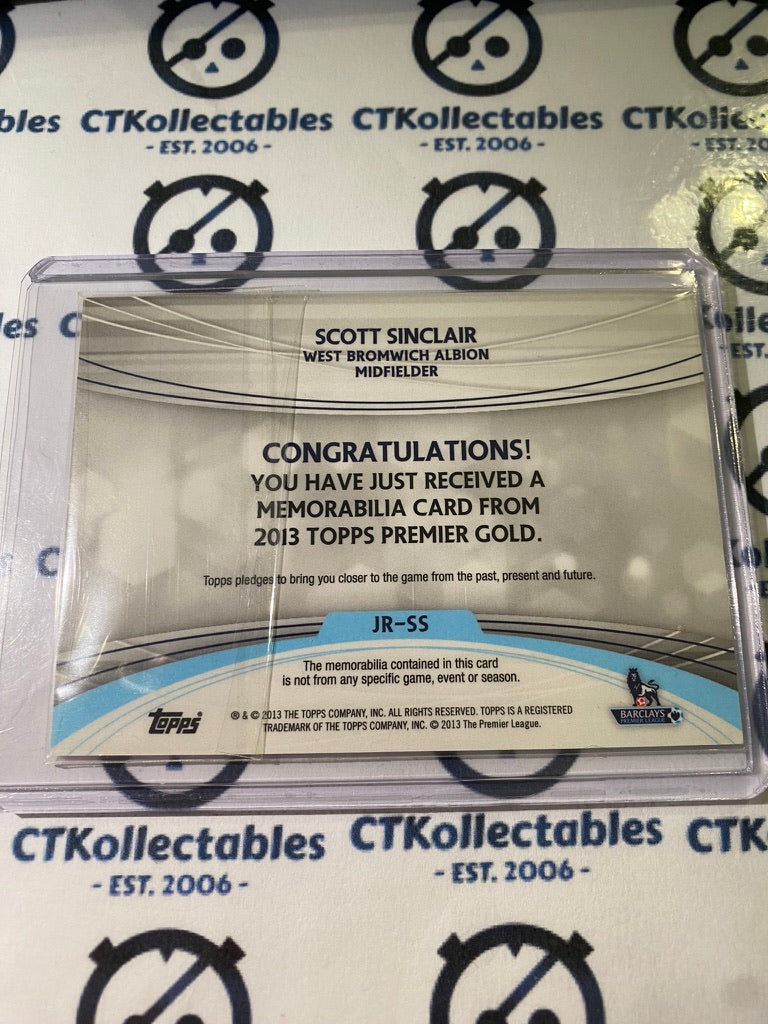 bles CTKollectables CTKollectables CTKolle
- EST. 2006 - - EST. 2006 -
SCOTT SINCLAIR
WEST BROMWICH ALBION
MIDFIELDER
CONGRATULATIONS!
YOU HAVE JUST RECEIVED A
MEMORABILIA CARD FROM
2013 TOPPS PREMIER GOLD.
Topps pledges to bring you closer to the game from the past, present and future.
JR-SS
The memorabilia contained in this card
is not from any specific game, event or season.
Topps
® & © 2013 THE TOPPS COMPANY, INC. ALL RIGHTS RESERVED. TOPPS IS A REGISTERED
TRADEMARK OF THE TOPPS COMPANY, INC. © 2013 The Premier League.
BARCLAYS
PREMIER LEAGUE
CTKollectables CTKollectables CTK
- EST. 2006 - - EST. 2006 -